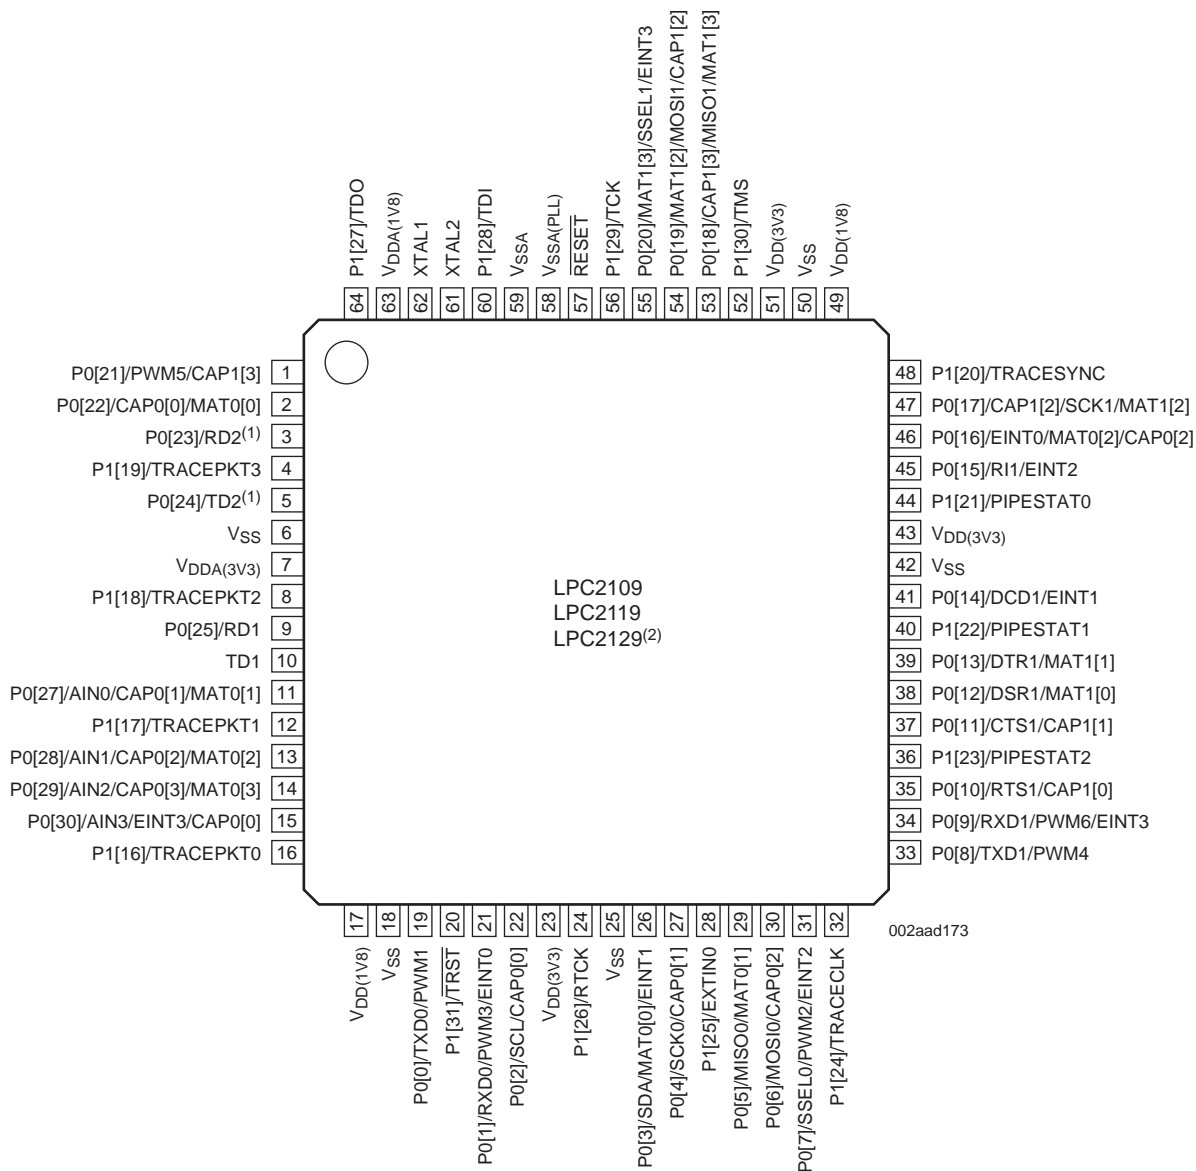 P1[27]/TDO
VDDA(1V8)
XTAL1
XTAL2
P1[28]/TDI
VSSA
VSSA(PLL)
RESET
P1[29]/TCK
P0[20]/MAT1[3]/SSEL1/EINT3
P0[19]/MAT1[2]/MOSI1/CAP1[2]
P0[18]/CAP1[3]/MISO1/MAT1[3]
P1[30]/TMS
VDD(3V3)
VSS
VDD(1V8)
64 63 62 61 60 59 58 57 56 55 54 53 52 51 50 49
P0[21]/PWM5/CAP1[3] 1
P0[22]/CAP0[0]/MAT0[0] 2
P0[23]/RD2(1) 3
P1[19]/TRACEPKT3 4
P0[24]/TD2(1) 5
VSS 6
VDDA(3V3) 7
P1[18]/TRACEPKT2 8
P0[25]/RD1 9
TD1 10
P0[27]/AIN0/CAP0[1]/MAT0[1] 11
P1[17]/TRACEPKT1 12
P0[28]/AIN1/CAP0[2]/MAT0[2] 13
P0[29]/AIN2/CAP0[3]/MAT0[3] 14
P0[30]/AIN3/EINT3/CAP0[0] 15
P1[16]/TRACEPKT0 16
LPC2109
LPC2119
LPC2129(2)
48 P1[20]/TRACESYNC
47 P0[17]/CAP1[2]/SCK1/MAT1[2]
46 P0[16]/EINT0/MAT0[2]/CAP0[2]
45 P0[15]/RI1/EINT2
44 P1[21]/PIPESTAT0
43 VDD(3V3)
42 VSS
41 P0[14]/DCD1/EINT1
40 P1[22]/PIPESTAT1
39 P0[13]/DTR1/MAT1[1]
38 P0[12]/DSR1/MAT1[0]
37 P0[11]/CTS1/CAP1[1]
36 P1[23]/PIPESTAT2
35 P0[10]/RTS1/CAP1[0]
34 P0[9]/RXD1/PWM6/EINT3
33 P0[8]/TXD1/PWM4
17 18 19 20 21 22 23 24 25 26 27 28 29 30 31 32
VDD(1V8)
VSS
P0[0]/TXD0/PWM1
P1[31]/TRST
P0[1]/RXD0/PWM3/EINT0
P0[2]/SCL/CAP0[0]
VDD(3V3)
P1[26]/RTCK
VSS
P0[3]/SDA/MAT0[0]/EINT1
P0[4]/SCK0/CAP0[1]
P1[25]/EXTIN0
P0[5]/MISO0/MAT0[1]
P0[6]/MOSI0/CAP0[2]
P0[7]/SSEL0/PWM2/EINT2
P1[24]/TRACECLK
002aad173